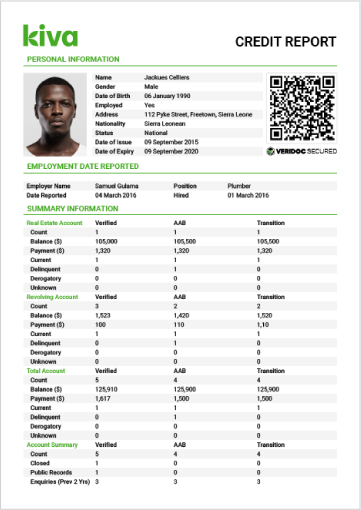 kiva
CREDIT REPORT
PERSONAL INFORMATION
Name Jackues Celliers
Gender Male
Date of Birth 06 January 1990
Employed Yes
Address 112 Pyke Street, Freetown, Sierra Leone
Nationality Sierra Leonean
Status National
Date of Issue 09 September 2015
Date of Expiry 09 September 2020
VERIDOC SECURED
EMPLOYMENT DATE REPORTED
Employer Name Samuel Gulama Position Plumber
Date Reported 04 March 2016 Hired 01 March 2016
SUMMARY INFORMATION
Real Estate Account Verified AAB Transition
Count 1 1 1
Balance ($) 105,000 105,500 105,500
Payment ($) 1,320 1,320 1,320
Current 1 1 1
Delinquent 0 1 0
Derogatory 0 0 0
Unknown 0 0 0
Revolving Account Verified AAB Transition
Count 3 2 2
Balance ($) 1,523 1,420 1,520
Payment ($) 100 110 1,10
Current 1 1 1
Delinquent 0 1 0
Derogatory 0 0 0
Unknown 0 0 0
Total Account Verified AAB Transition
Count 5 4 4
Balance ($) 125,910 125,900 125,900
Payment ($) 1,617 1,500 1,500
Current 1 1 1
Delinquent 0 1 0
Derogatory 0 0 0
Unknown 0 0 0
Account Summary Verified AAB Transition
Count 5 4 4
Closed 1 0 0
Public Records 1 0 0
Enquiries (Prev 2 Yrs) 3 3 3